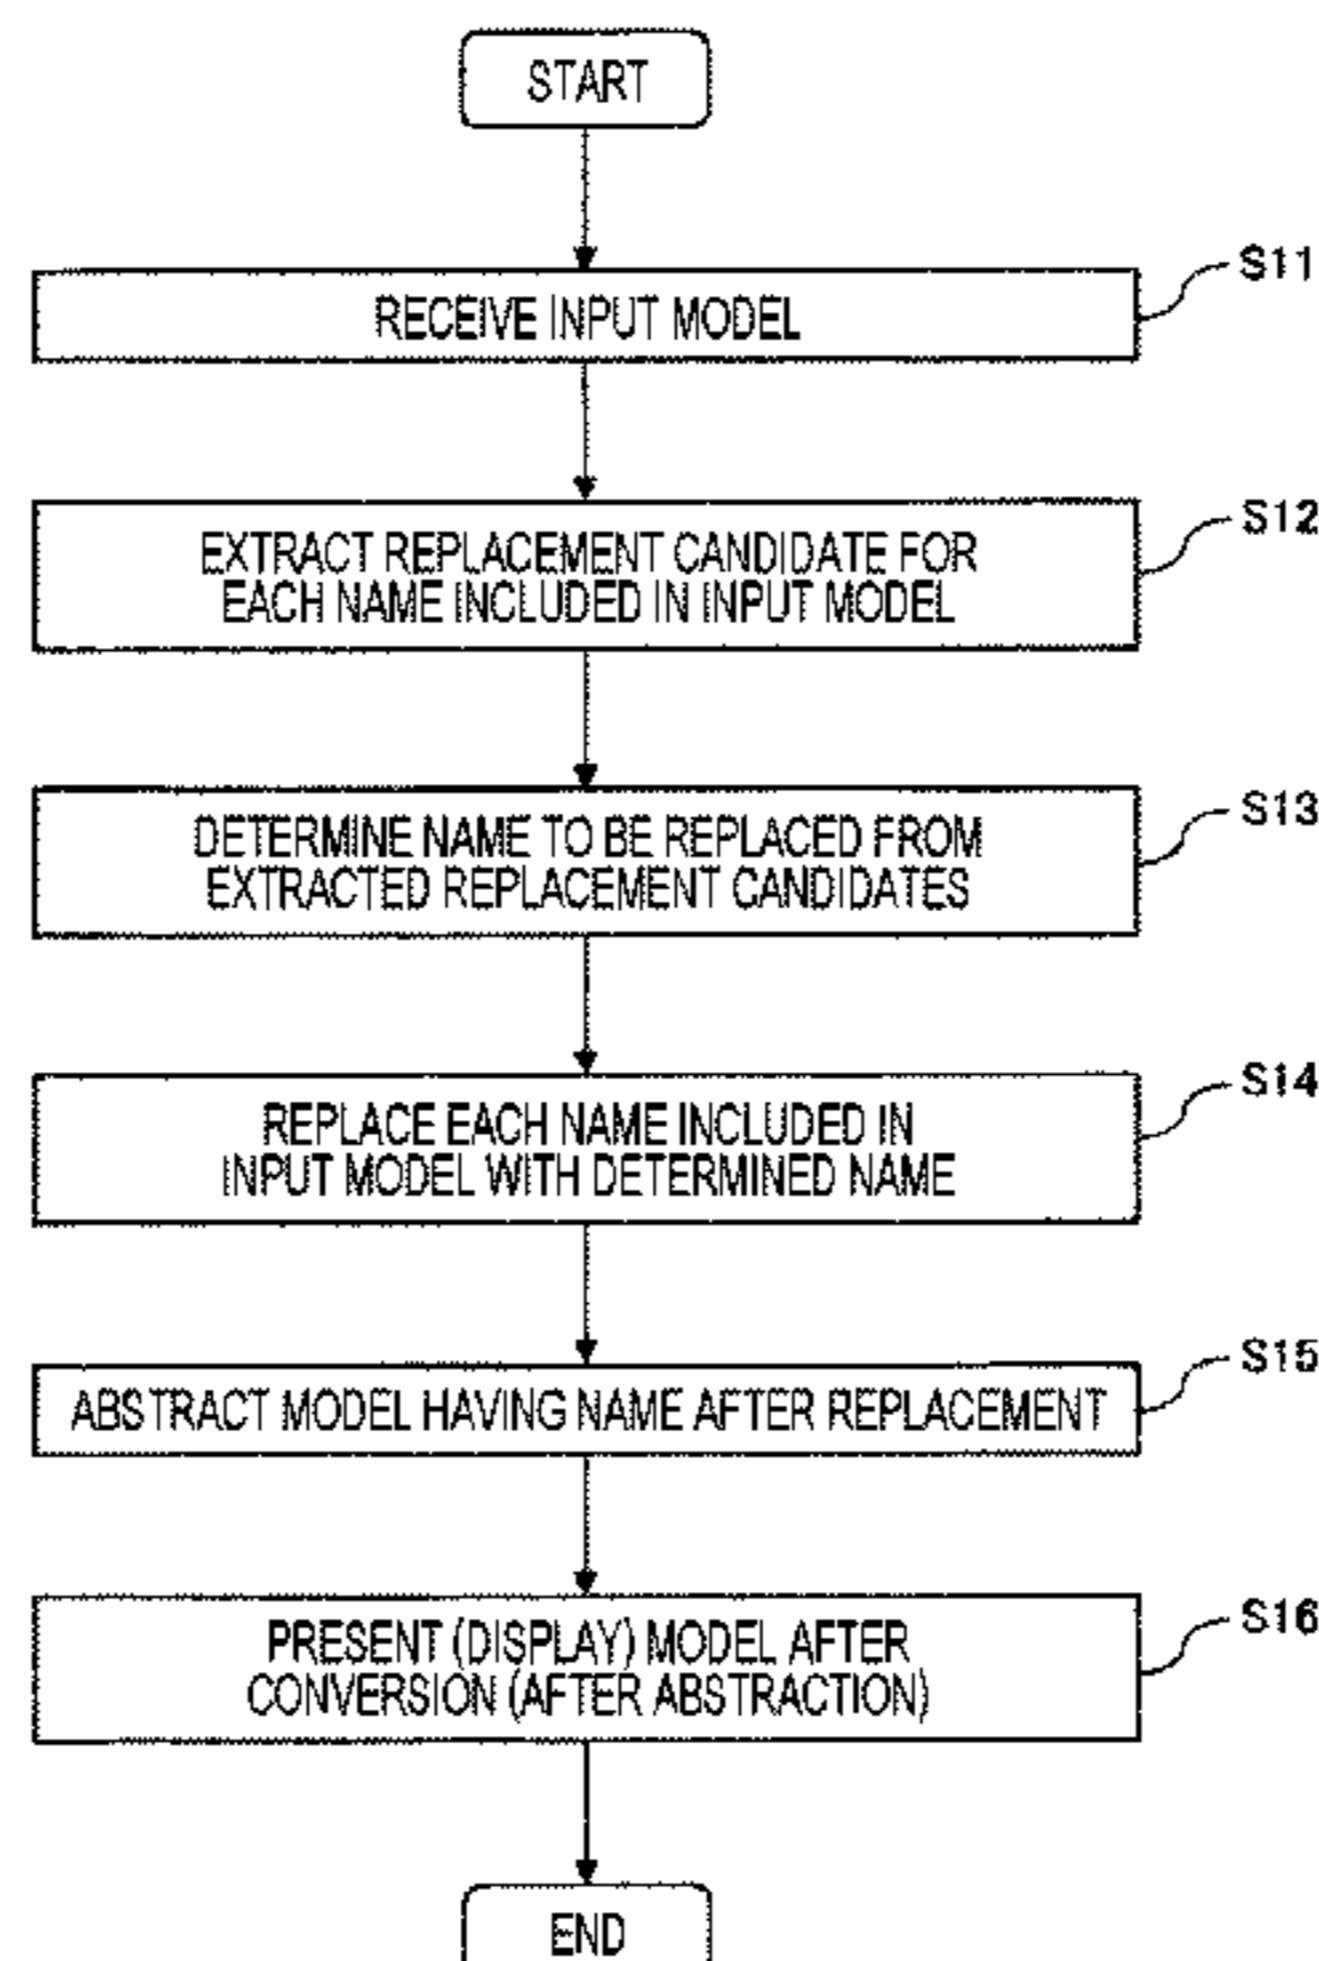 START
S11
RECEIVE INPUT MODEL
S12
EXTRACT REPLACEMENT CANDIDATE FOR
EACH NAME INCLUDED IN INPUT MODEL
S13
DETERMINE NAME TO BE REPLACED FROM
EXTRACTED REPLACEMENT CANDIDATES
S14
REPLACE EACH NAME INCLUDED IN
INPUT MODEL WITH DETERMINED NAME
S15
ABSTRACT MODEL HAVING NAME AFTER REPLACEMENT
S16
PRESENT (DISPLAY) MODEL AFTER
CONVERSION (AFTER ABSTRACTION)
END